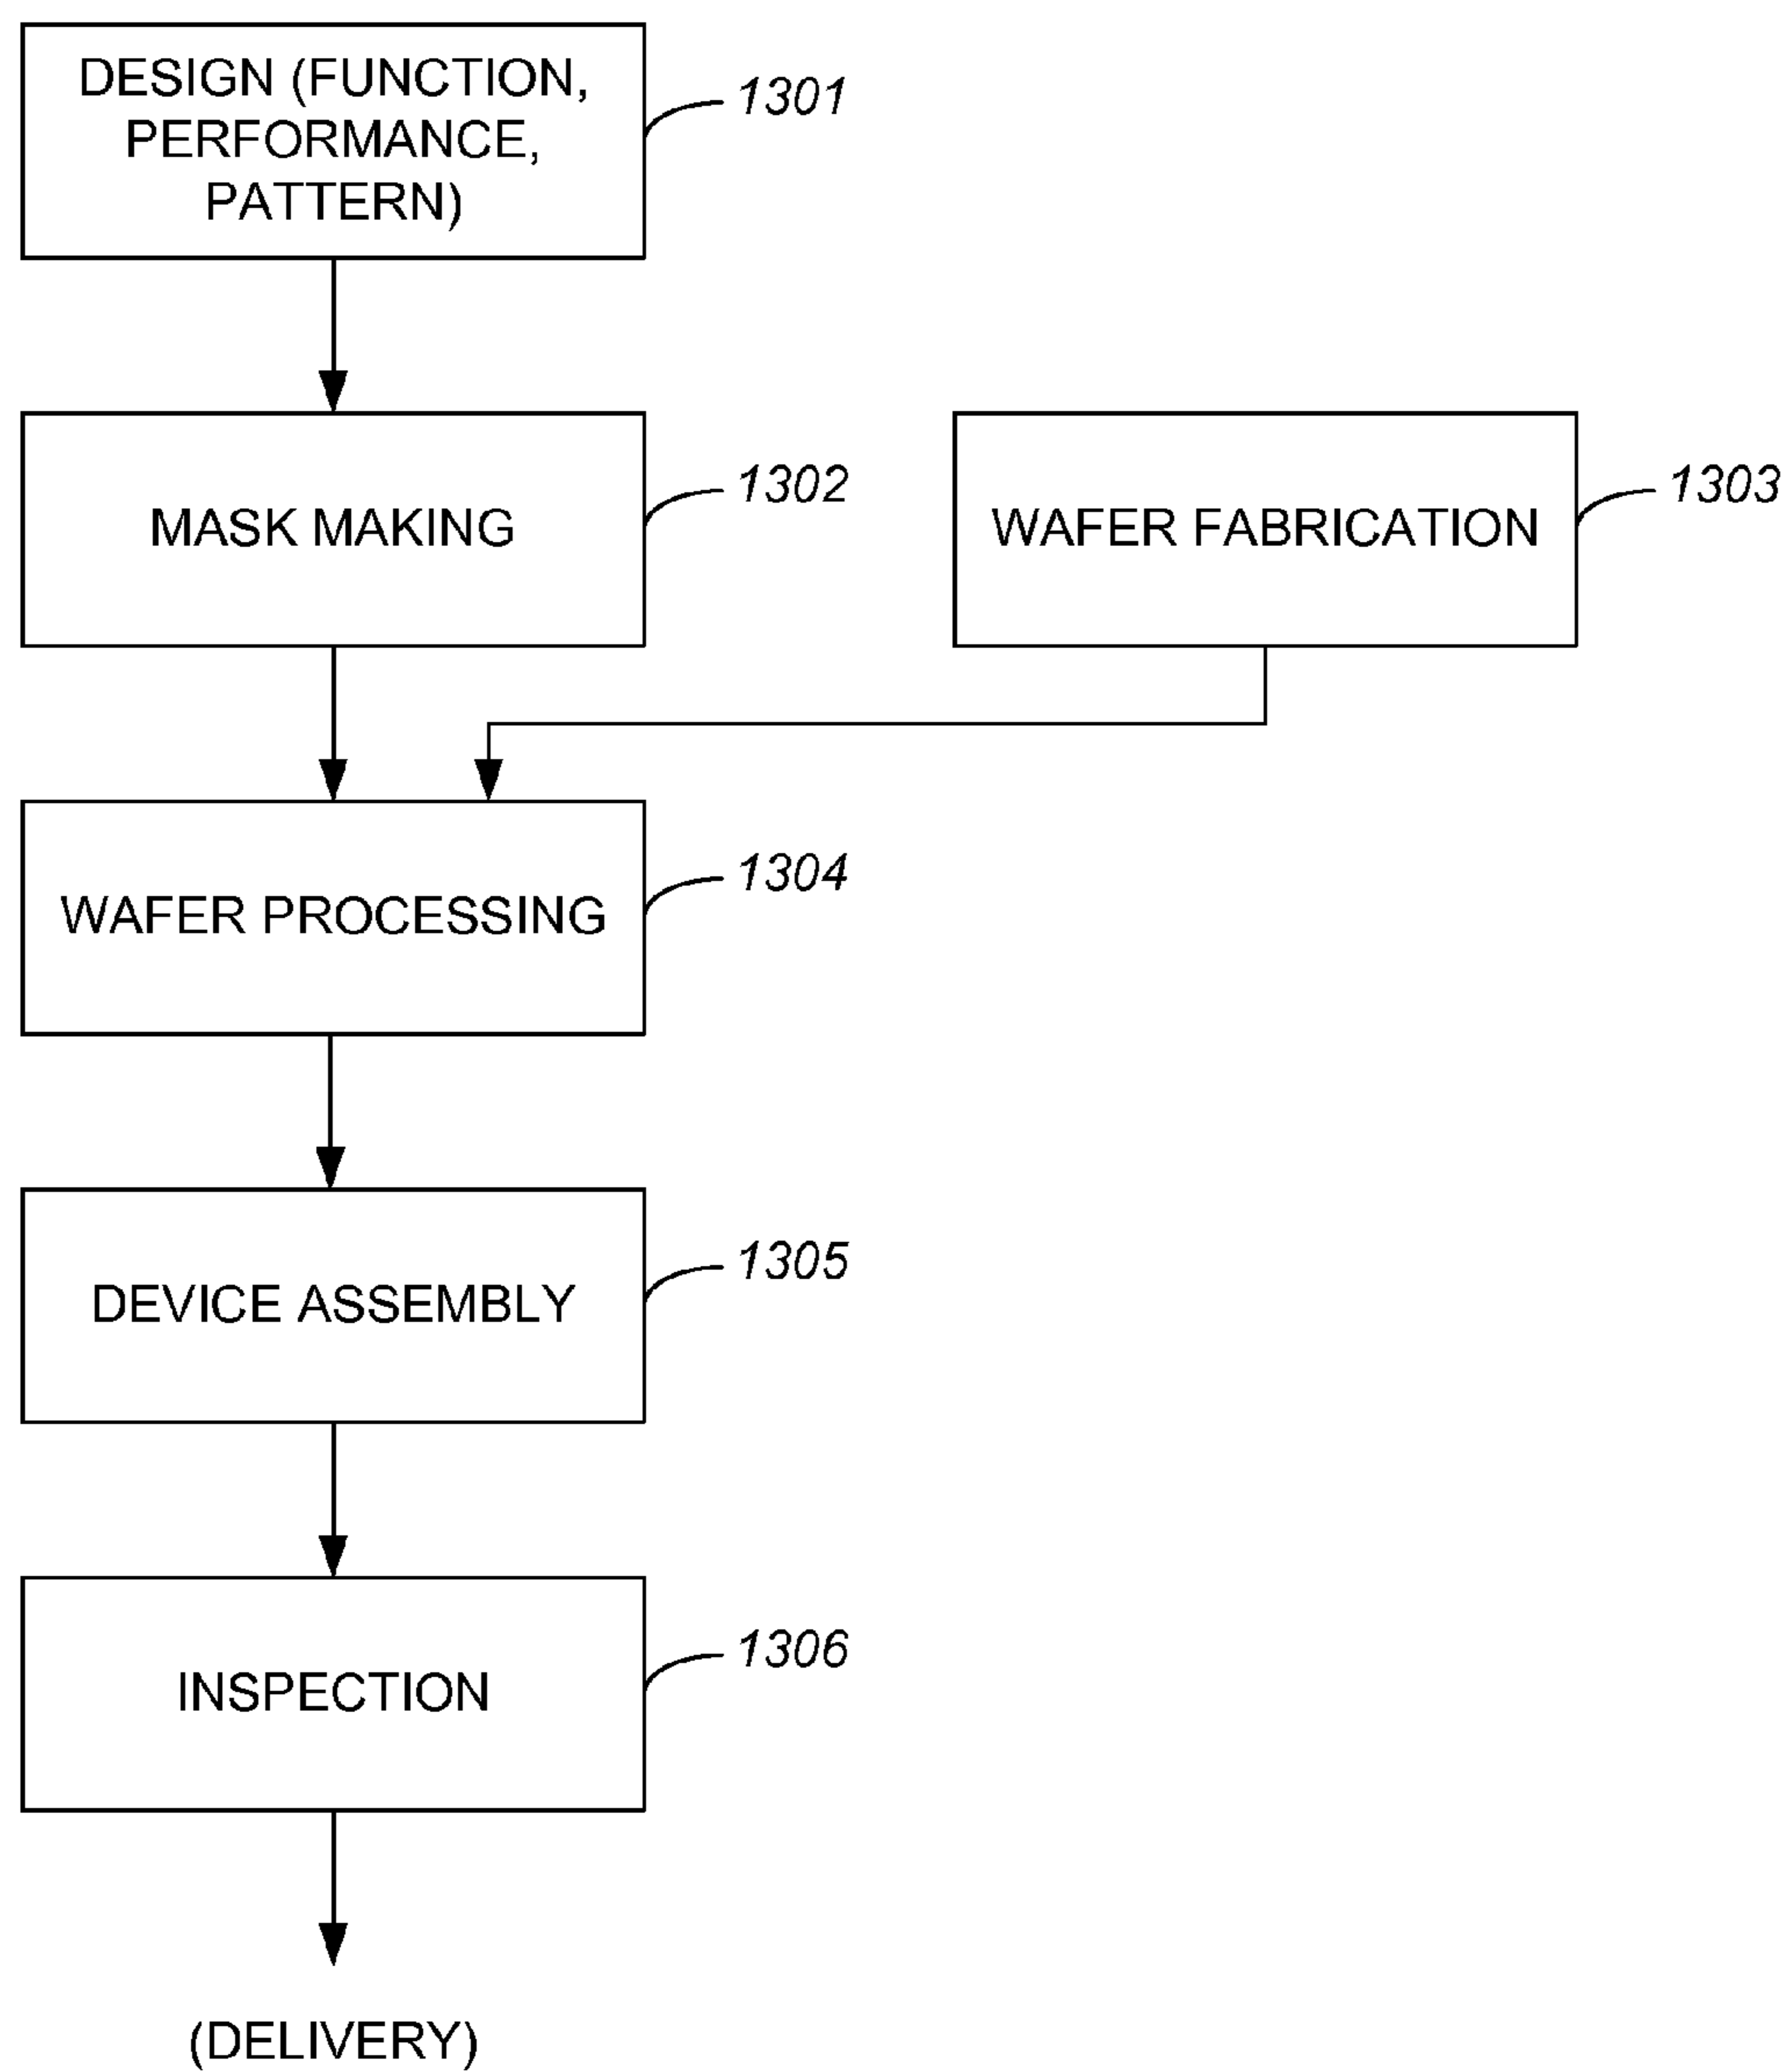 DESIGN (FUNCTION,
PERFORMANCE,
PATTERN)
1301
MASK MAKING
1302
WAFER FABRICATION
1303
WAFER PROCESSING
1304
DEVICE ASSEMBLY
1305
INSPECTION
1306
(DELIVERY)